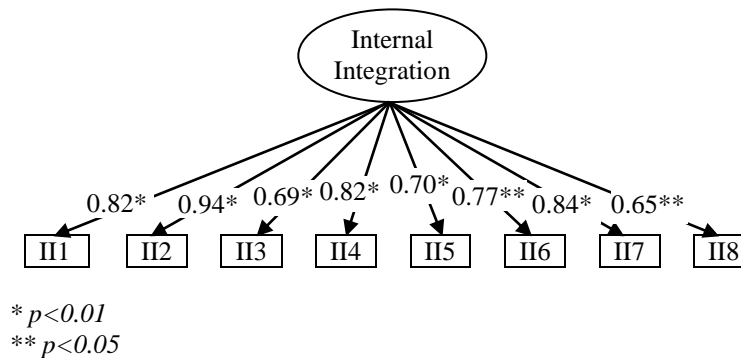 Internal
Integration
0.82* 0.94* 0.69* 0.82* 0.70* 0.77** 0.84* 0.65**
II1 II2 II3 II4 II5 II6 II7 II8
* p<0.01
** p<0.05